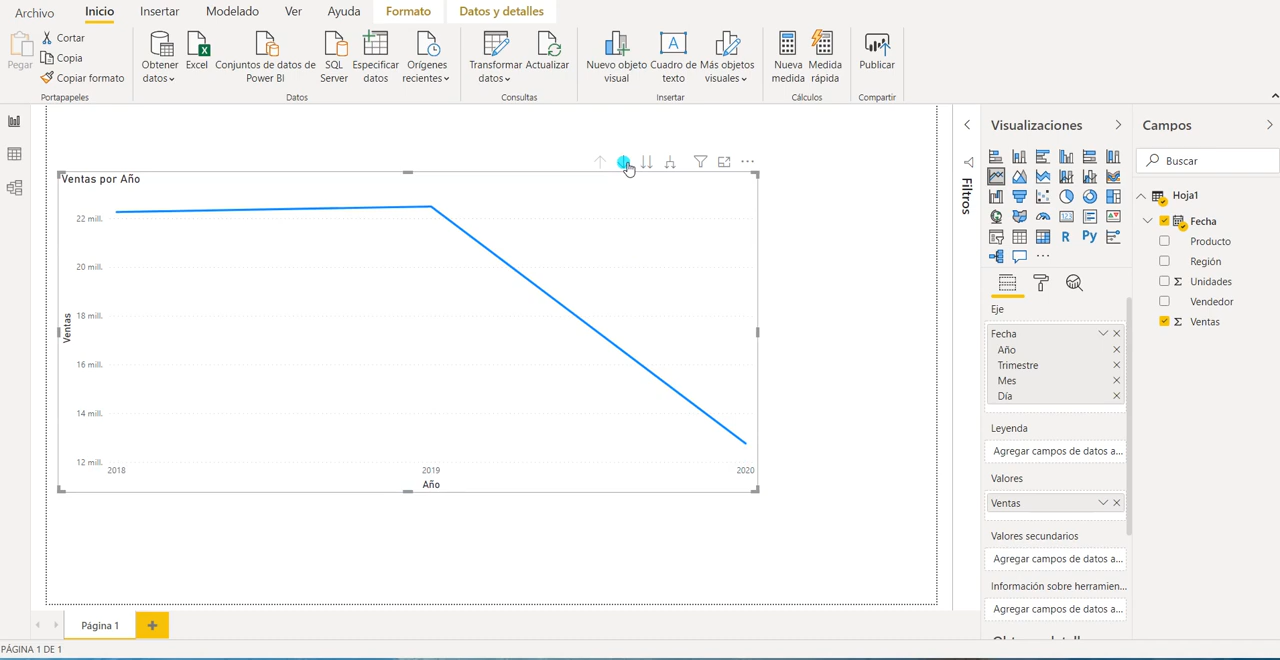 Archivo Inicio Insertar Modelado Ver Ayuda Formato Datos y detalles
Pegar
Cortar
Copia
Copiar formato
Portapapeles
Obtener datos
Excel
Conjuntos de datos de Power BI
SQL Server
Especificar datos
Orígenes recientes
Datos
Transformar datos
Actualizar
Consultas
Nuevo objeto visual
A
Cuadro de texto
Más objetos visuales
Insertar
Nueva medida
Medida rápida
Cálculos
Publicar
Compartir
Ventas por Año
22 mill.
20 mill.
18 mill.
16 mill.
14 mill.
12 mill.
Ventas
2018 2019 2020
Año
Filtros
Visualizaciones
123
R Py
Eje
Fecha
Año
Trimestre
Mes
Día
Leyenda
Agregar campos de datos a...
Valores
Ventas
Valores secundarios
Agregar campos de datos a...
Información sobre herramien...
Agregar campos de datos a...
Campos
Buscar
Hoja1
Fecha
Producto
Región
Σ Unidades
Vendedor
Σ Ventas
Página 1
PÁGINA 1 DE 1